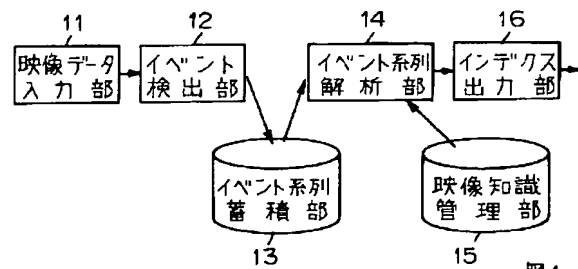 11
映像データ
入力部
12
イベント
検出部
14
イベント系列
解析部
16
インデクス
出力部
イベント系列
蓄積部
13
映像知識
管理部
15